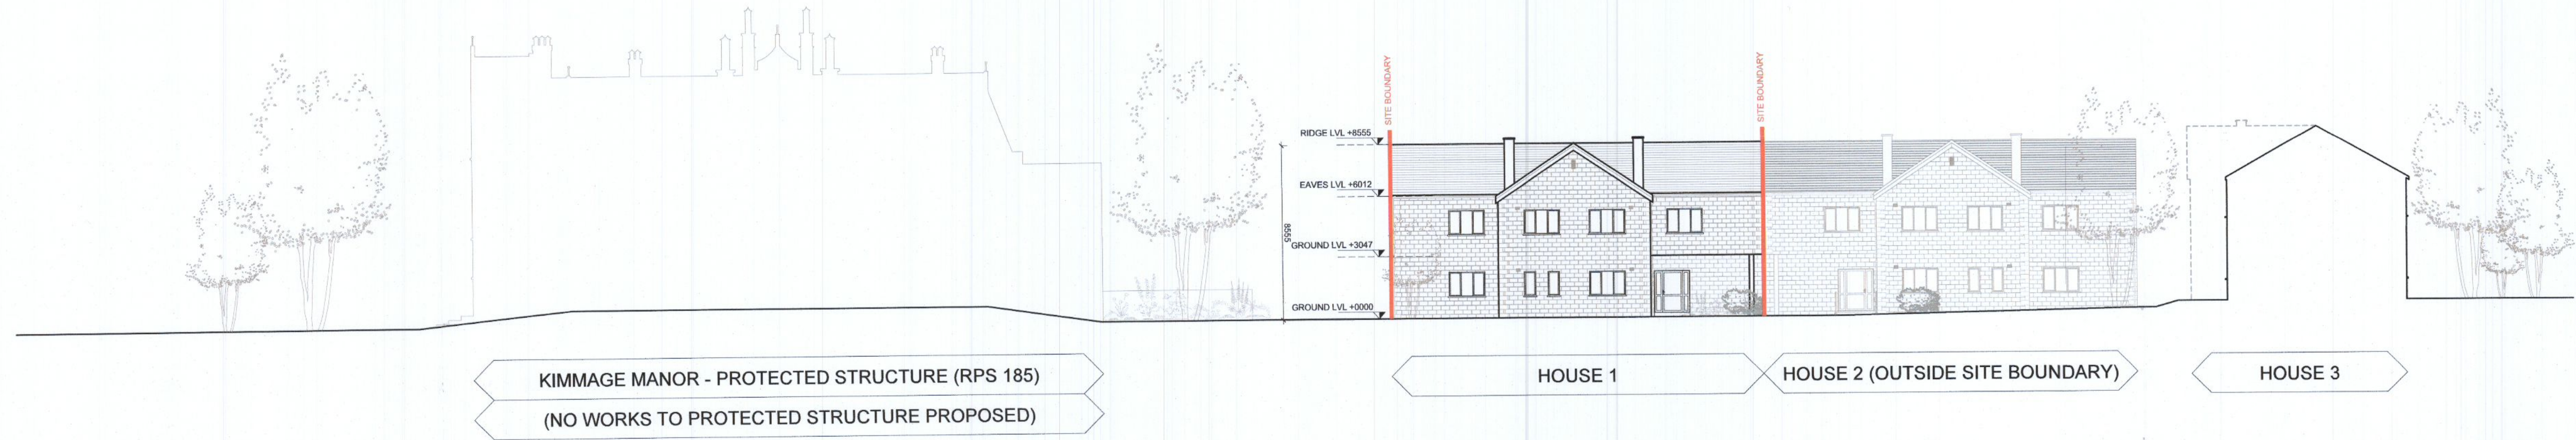 SITE BOUNDARY
SITE BOUNDARY
RIDGE LVL +8555
EAVES LVL +6012
8555
GROUND LVL +3047
GROUND LVL +0000
KIMMAGE MANOR - PROTECTED STRUCTURE (RPS 185)
(NO WORKS TO PROTECTED STRUCTURE PROPOSED)
HOUSE 1
HOUSE 2 (OUTSIDE SITE BOUNDARY)
HOUSE 3